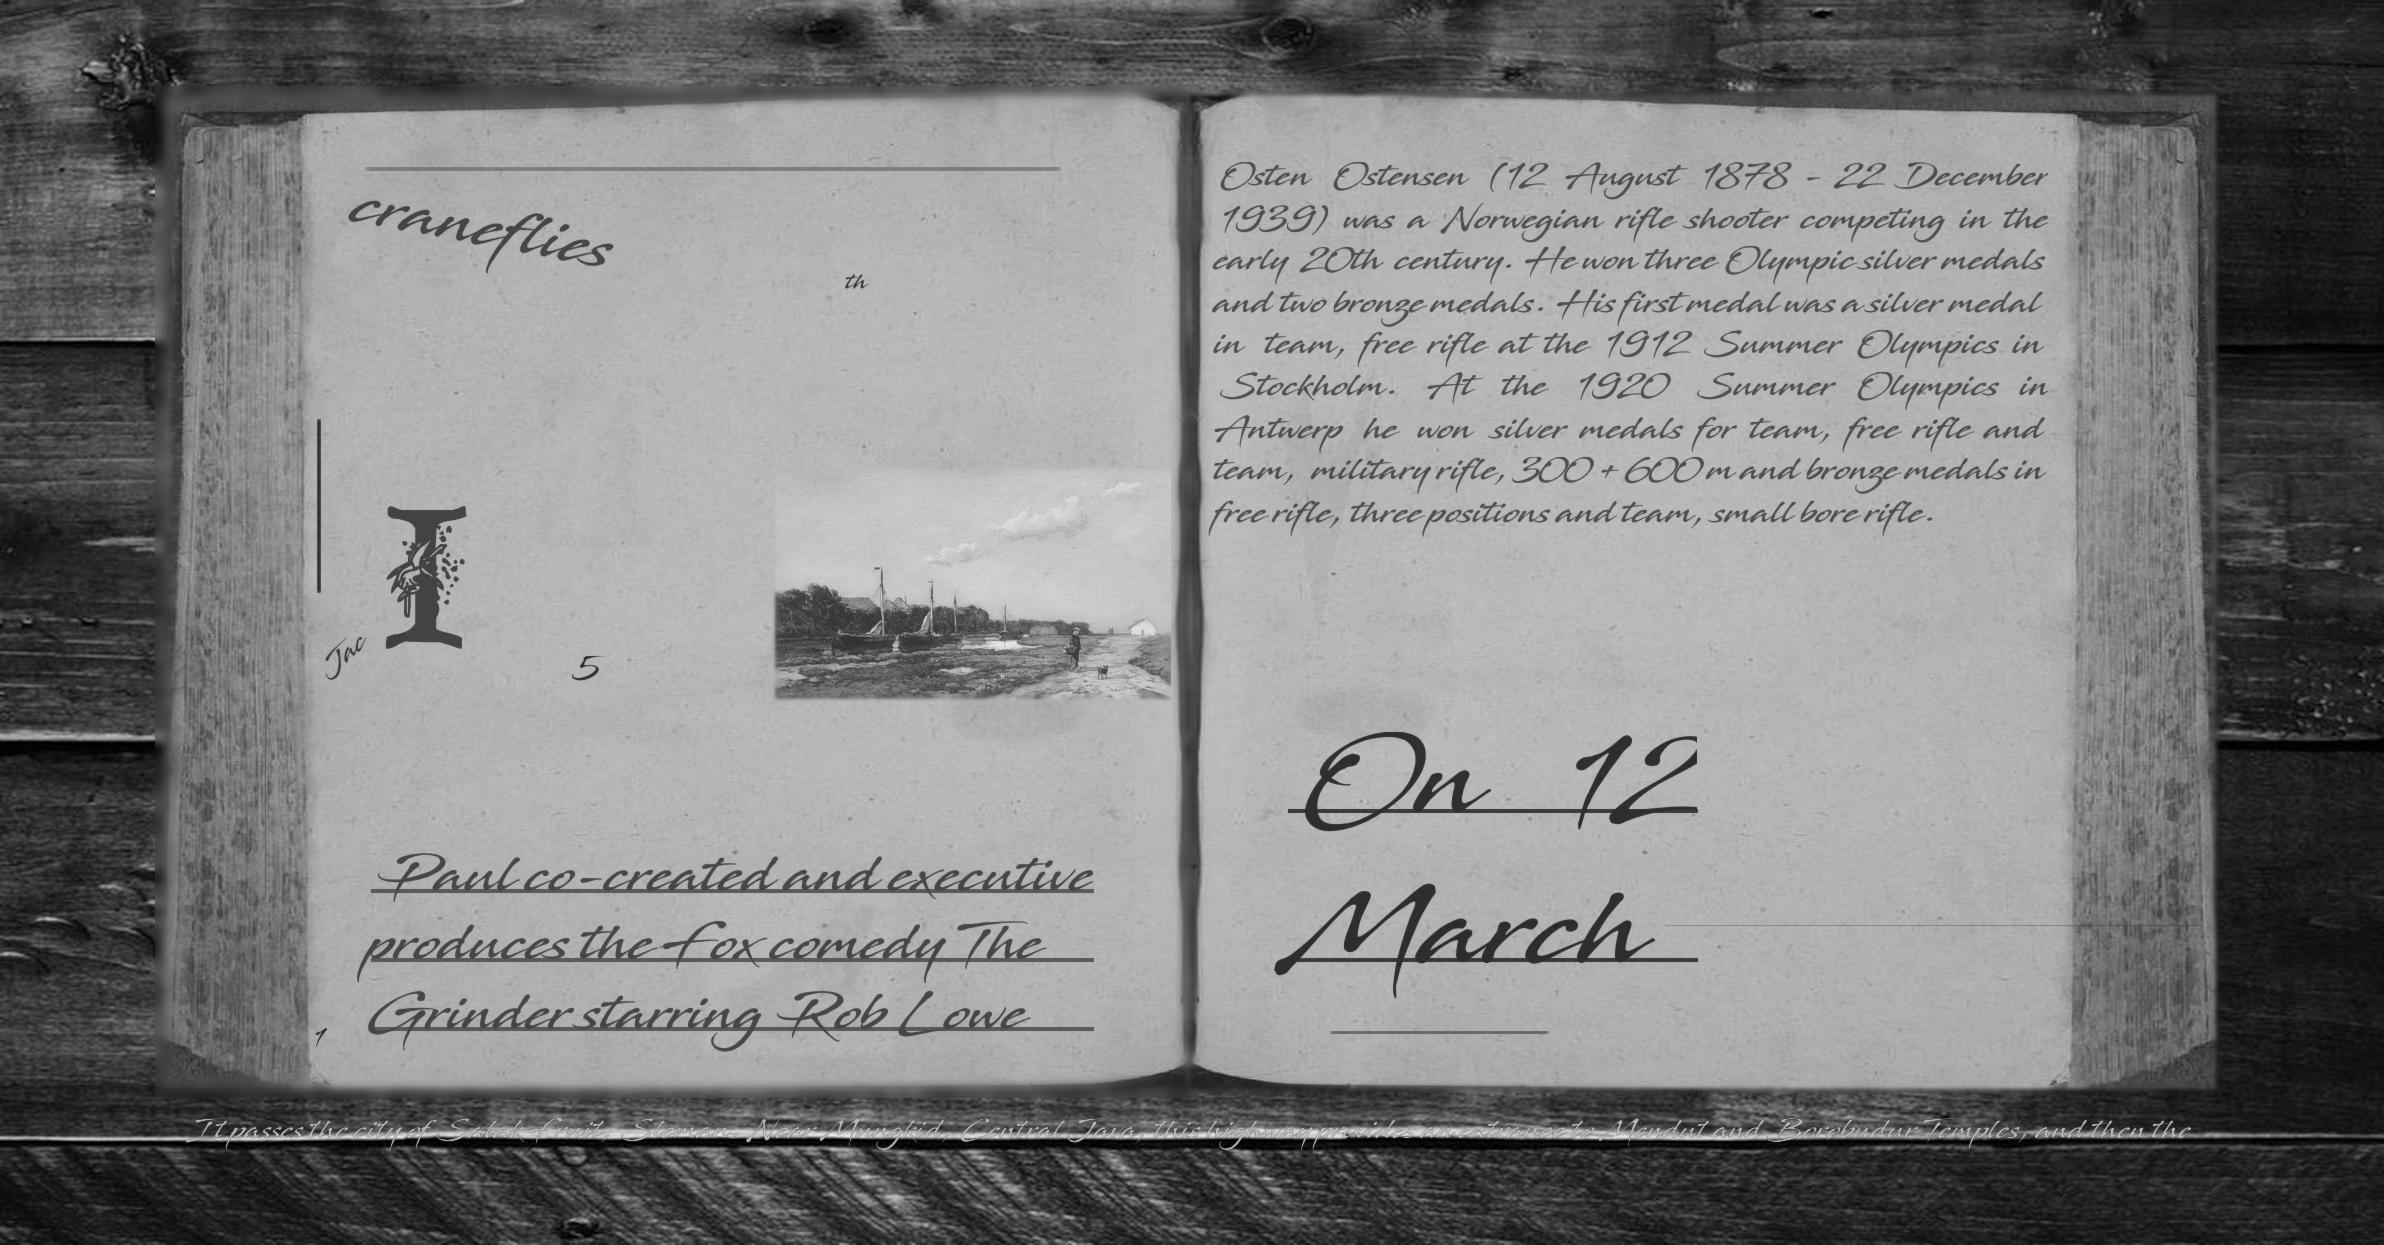 craneflies
th
I
Jac
5
Paul co-created and executive
produces the Fox comedy The
Grinder starring Rob Lowe
1
Osten Ostensen (12 August 1878 - 22 December
1939) was a Norwegian rifle shooter competing in the
early 20th century. He won three Olympic silver medals
and two bronze medals. His first medal was a silver medal
in team, free rifle at the 1912 Summer Olympics in
Stockholm. At the 1920 Summer Olympics in
Antwerp he won silver medals for team, free rifle and
team, military rifle, 300 + 600 m and bronze medals in
free rifle, three positions and team, small bore rifle.
On 12
March
It passes the city of Salak Fruit, Sleman. Near Mungkid, Central Java, this highway provides an entrance to Mendut and Borobudur Temples, and then the